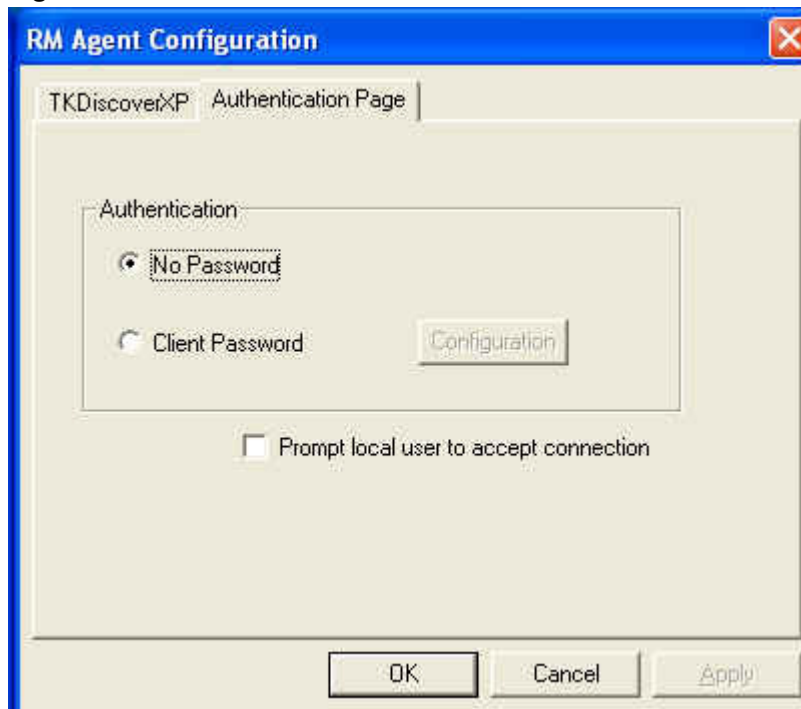 RM Agent Configuration
TKDiscoverXP Authentication Page
Authentication
No Password
Client Password Configuration
Prompt local user to accept connection
OK Cancel Apply